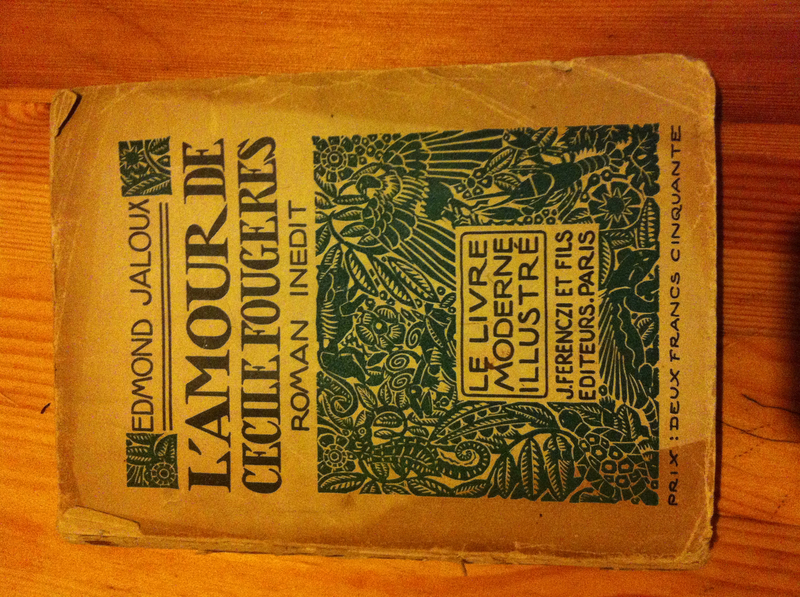 EDMOND JALOUX
L'AMOUR DE
CECILE FOUGERES
ROMAN INEDIT
LE LIVRE
MODERNE
ILLUSTRÉ
J. FERENCZI ET FILS
EDITEURS. PARIS
PRIX : DEUX FRANCS CINQUANTE